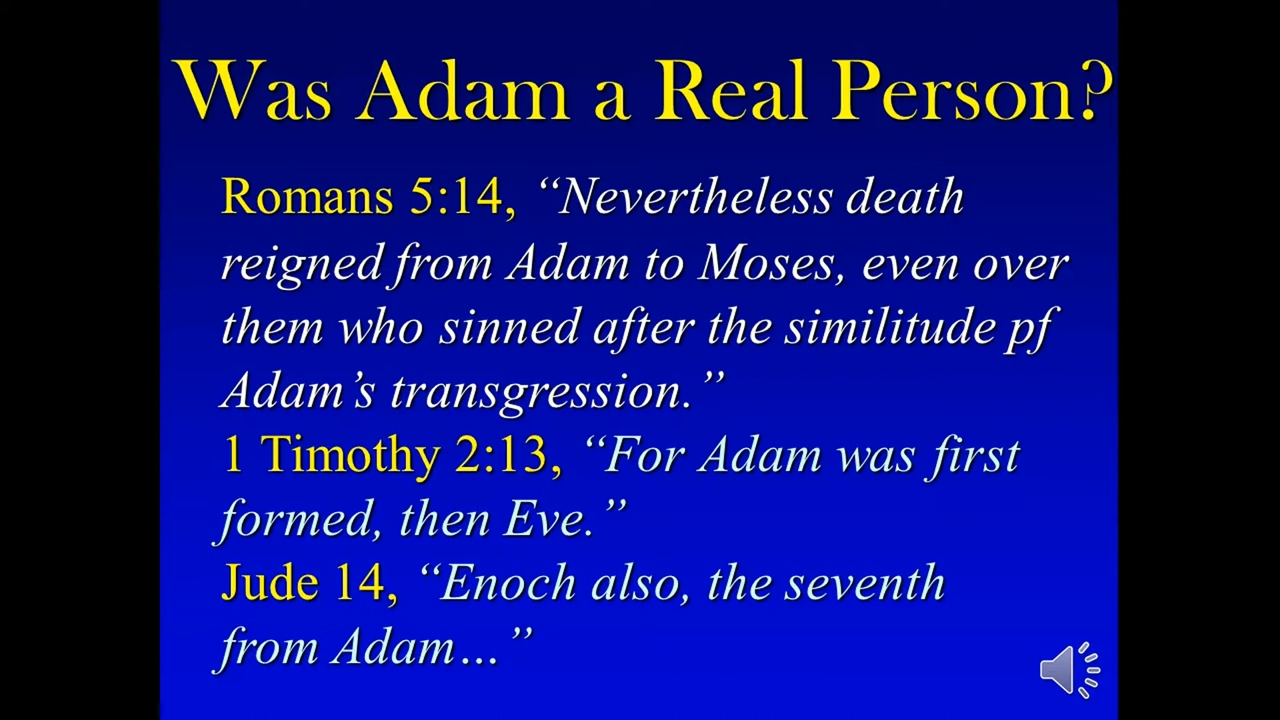 Was Adam a Real Person?
Romans 5:14, “Nevertheless death
reigned from Adam to Moses, even over
them who sinned after the similitude pf
Adam’s transgression.”
1 Timothy 2:13, “For Adam was first
formed, then Eve.”
Jude 14, “Enoch also, the seventh
from Adam…”